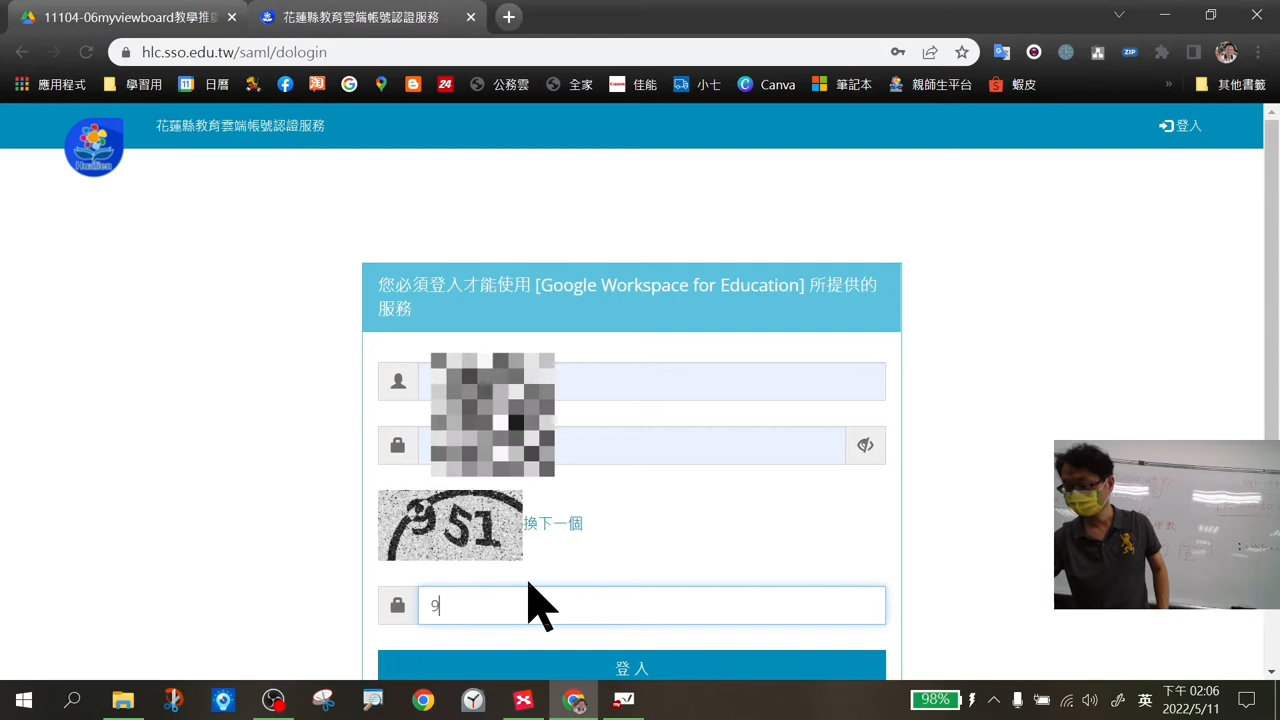 11104-06myviewboard教學推
花蓮縣教育雲端帳號認證服務
hlc.sso.edu.tw/saml/dologin
應用程式
學習用
日曆
公務雲
全家
佳能
小七
Canva
筆記本
親師生平台
蝦皮
»
其他書籤
Hualien
花蓮縣教育雲端帳號認證服務
登入
您必須登入才能使用 [Google Workspace for Education] 所提供的
服務
951
換下一個
9
登 入
98%
英
下午 02:06
2022/5/11